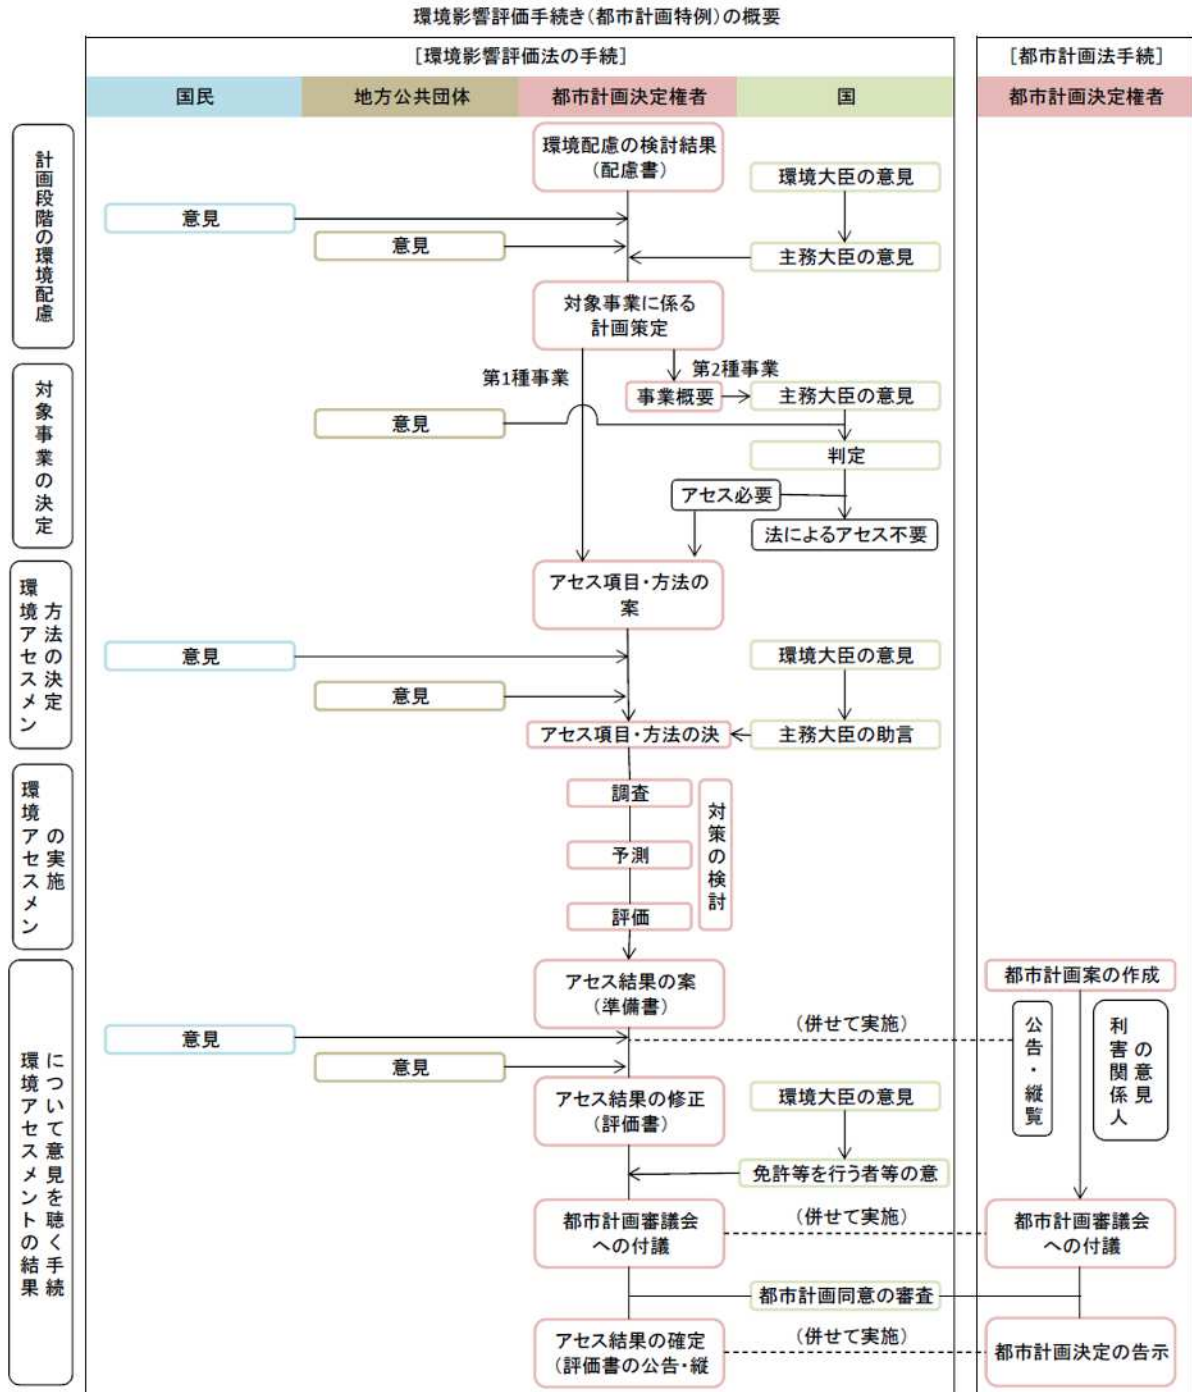 環境影響評価手続き(都市計画特例)の概要
[環境影響評価法の手続]
[都市計画法手続]
国民
地方公共団体
都市計画決定権者
国
都市計画決定権者
計画段階の環境配慮
環境配慮の検討結果
(配慮書)
環境大臣の意見
意見
意見
主務大臣の意見
対象事業に係る
計画策定
対象事業の決定
第1種事業
第2種事業
事業概要
主務大臣の意見
意見
判定
アセス必要
法によるアセス不要
環境アセスメン
方法の決定
アセス項目・方法の
案
意見
環境大臣の意見
意見
アセス項目・方法の決
主務大臣の助言
環境アセスメン
の実施
調査
予測
評価
対策の検討
環境アセスメントの結果
について意見を聴く手続
アセス結果の案
(準備書)
都市計画案の作成
意見
(併せて実施)
公告・縦覧
利害関係人
の意見
意見
アセス結果の修正
(評価書)
環境大臣の意見
免許等を行う者等の意
都市計画審議会
への付議
(併せて実施)
都市計画審議会
への付議
都市計画同意の審査
アセス結果の確定
(評価書の公告・縦
(併せて実施)
都市計画決定の告示